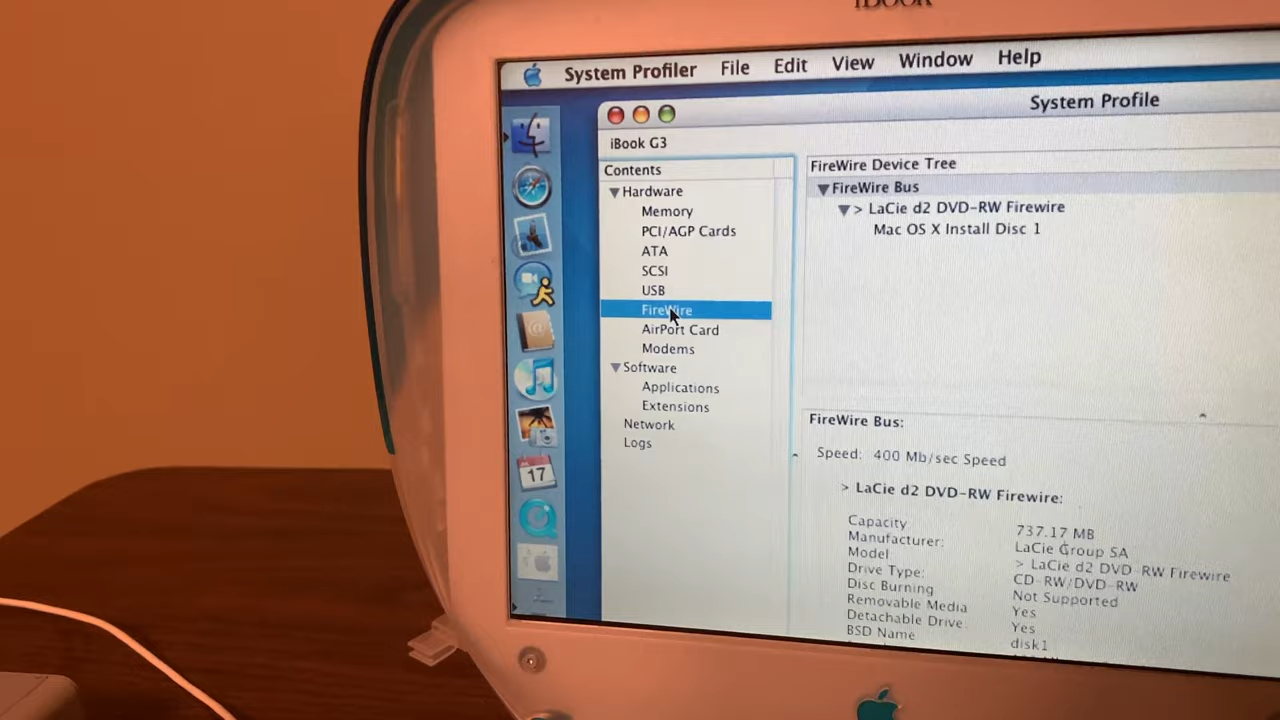 iBOOK
System Profiler File Edit View Window Help
System Profile
iBook G3
Contents
Hardware
Memory
PCI/AGP Cards
ATA
SCSI
USB
FireWire
AirPort Card
Modems
Software
Applications
Extensions
Network
Logs
17
FireWire Device Tree
FireWire Bus
> LaCie d2 DVD-RW Firewire
Mac OS X Install Disc 1
FireWire Bus:
Speed: 400 Mb/sec Speed
> LaCie d2 DVD-RW Firewire:
Capacity 737.17 MB
Manufacturer: LaCie Group SA
Model: > LaCie d2 DVD-RW Firewire
Drive Type: CD-RW/DVD-RW
Disc Burning Not Supported
Removable Media Yes
Detachable Drive: Yes
BSD Name disk1